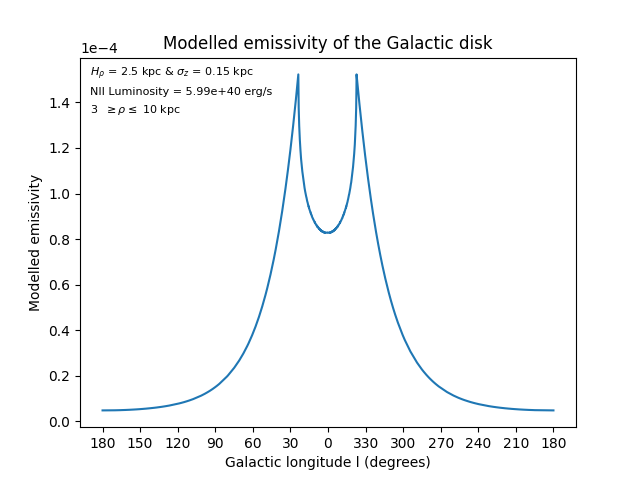 Modelled emissivity of the Galactic disk
1e−4
Hρ = 2.5 kpc & σz = 0.15 kpc
NII Luminosity = 5.99e+40 erg/s
3 ≥ρ≤ 10 kpc
1.4
1.2
1.0
0.8
0.6
0.4
0.2
0.0
Modelled emissivity
180 150 120 90 60 30 0 330 300 270 240 210 180
Galactic longitude l (degrees)